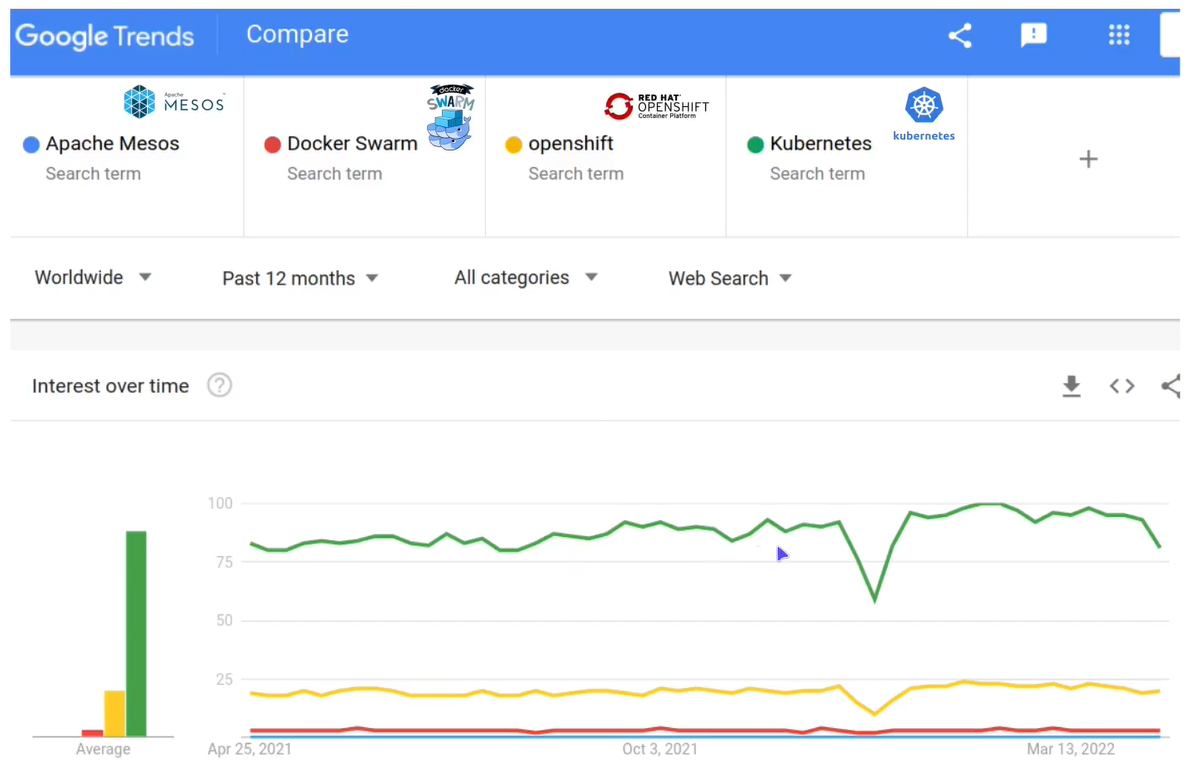 Google Trends Compare
Apache MESOS
docker SWARM
RED HAT OPENSHIFT Container Platform
kubernetes
Apache Mesos
Search term
Docker Swarm
Search term
openshift
Search term
Kubernetes
Search term
+
Worldwide Past 12 months All categories Web Search
Interest over time ?
100
75
50
25
Average Apr 25, 2021 Oct 3, 2021 Mar 13, 2022